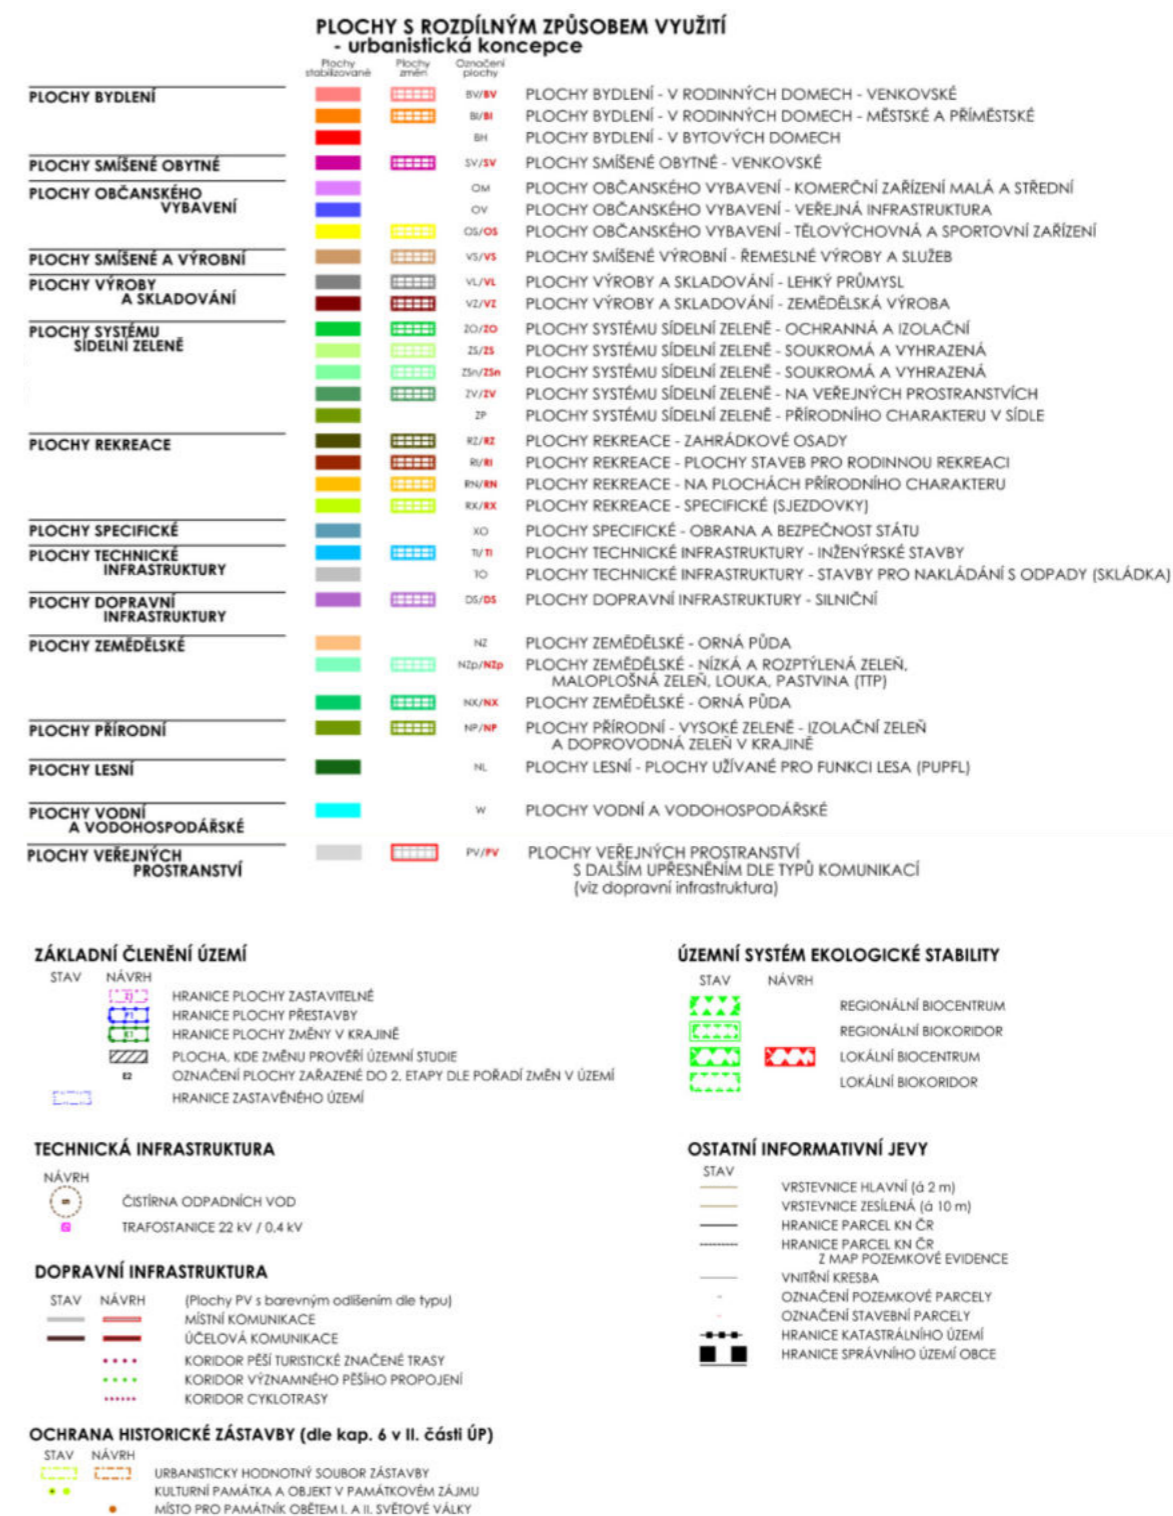 PLOCHY S ROZDÍLNÝM ZPŮSOBEM VYUŽITÍ
- urbanistická koncepce
Plochy stabilizované Plochy změn Označení plochy
PLOCHY BYDLENÍ BV/BV PLOCHY BYDLENÍ - V RODINNÝCH DOMECH - VENKOVSKÉ
BI/BI PLOCHY BYDLENÍ - V RODINNÝCH DOMECH - MĚSTSKÉ A PŘÍMĚSTSKÉ
BH PLOCHY BYDLENÍ - V BYTOVÝCH DOMECH
PLOCHY SMÍŠENÉ OBYTNÉ SV/SV PLOCHY SMÍŠENÉ OBYTNÉ - VENKOVSKÉ
PLOCHY OBČANSKÉHO VYBAVENÍ OM PLOCHY OBČANSKÉHO VYBAVENÍ - KOMERČNÍ ZAŘÍZENÍ MALÁ A STŘEDNÍ
OV PLOCHY OBČANSKÉHO VYBAVENÍ - VEŘEJNÁ INFRASTRUKTURA
OS/OS PLOCHY OBČANSKÉHO VYBAVENÍ - TĚLOVÝCHOVNÁ A SPORTOVNÍ ZAŘÍZENÍ
PLOCHY SMÍŠENÉ A VÝROBNÍ VS/VS PLOCHY SMÍŠENÉ VÝROBNÍ - ŘEMESLNÉ VÝROBY A SLUŽEB
PLOCHY VÝROBY A SKLADOVÁNÍ VL/VL PLOCHY VÝROBY A SKLADOVÁNÍ - LEHKÝ PRŮMYSL
VZ/VZ PLOCHY VÝROBY A SKLADOVÁNÍ - ZEMĚDĚLSKÁ VÝROBA
PLOCHY SYSTÉMU SÍDELNÍ ZELENĚ ZO/ZO PLOCHY SYSTÉMU SÍDELNÍ ZELENĚ - OCHRANNÁ A IZOLAČNÍ
ZS/ZS PLOCHY SYSTÉMU SÍDELNÍ ZELENĚ - SOUKROMÁ A VYHRAZENÁ
ZSn/ZSn PLOCHY SYSTÉMU SÍDELNÍ ZELENĚ - SOUKROMÁ A VYHRAZENÁ
ZV/ZV PLOCHY SYSTÉMU SÍDELNÍ ZELENĚ - NA VEŘEJNÝCH PROSTRANSTVÍCH
ZP PLOCHY SYSTÉMU SÍDELNÍ ZELENĚ - PŘÍRODNÍHO CHARAKTERU V SÍDLE
PLOCHY REKREACE RZ/RZ PLOCHY REKREACE - ZAHRÁDKOVÉ OSADY
RI/RI PLOCHY REKREACE - PLOCHY STAVEB PRO RODINNOU REKREACI
RN/RN PLOCHY REKREACE - NA PLOCHÁCH PŘÍRODNÍHO CHARAKTERU
RX/RX PLOCHY REKREACE - SPECIFICKÉ (SJEZDOVKY)
PLOCHY SPECIFICKÉ XO PLOCHY SPECIFICKÉ - OBRANA A BEZPEČNOST STÁTU
PLOCHY TECHNICKÉ INFRASTRUKTURY TI/TI PLOCHY TECHNICKÉ INFRASTRUKTURY - INŽENÝRSKÉ STAVBY
TO PLOCHY TECHNICKÉ INFRASTRUKTURY - STAVBY PRO NAKLÁDÁNÍ S ODPADY (SKLÁDKA)
PLOCHY DOPRAVNÍ INFRASTRUKTURY DS/DS PLOCHY DOPRAVNÍ INFRASTRUKTURY - SILNIČNÍ
PLOCHY ZEMĚDĚLSKÉ NZ PLOCHY ZEMĚDĚLSKÉ - ORNÁ PŮDA
NZp/NZp PLOCHY ZEMĚDĚLSKÉ - NÍZKÁ A ROZPTÝLENÁ ZELEŇ,
MALOPLOŠNÁ ZELEŇ, LOUKA, PASTVINA (TTP)
NX/NX PLOCHY ZEMĚDĚLSKÉ - ORNÁ PŮDA
PLOCHY PŘÍRODNÍ NP/NP PLOCHY PŘÍRODNÍ - VYSOKÉ ZELENĚ - IZOLAČNÍ ZELEŇ
A DOPROVODNÁ ZELEŇ V KRAJINĚ
PLOCHY LESNÍ NL PLOCHY LESNÍ - PLOCHY UŽÍVANÉ PRO FUNKCI LESA (PUPFL)
PLOCHY VODNÍ A VODOHOSPODÁŘSKÉ W PLOCHY VODNÍ A VODOHOSPODÁŘSKÉ
PLOCHY VEŘEJNÝCH PROSTRANSTVÍ PV/PV PLOCHY VEŘEJNÝCH PROSTRANSTVÍ
S DALŠÍM UPŘESNĚNÍM DLE TYPŮ KOMUNIKACÍ
(viz dopravní infrastruktura)
ZÁKLADNÍ ČLENĚNÍ ÚZEMÍ
STAV NÁVRH
Z1 HRANICE PLOCHY ZASTAVITELNÉ
P1 HRANICE PLOCHY PŘESTAVBY
K1 HRANICE PLOCHY ZMĚNY V KRAJINĚ
PLOCHA, KDE ZMĚNU PROVĚŘÍ ÚZEMNÍ STUDIE
E2 OZNAČENÍ PLOCHY ZAŘAZENÉ DO 2. ETAPY DLE POŘADÍ ZMĚN V ÚZEMÍ
HRANICE ZASTAVĚNÉHO ÚZEMÍ
ÚZEMNÍ SYSTÉM EKOLOGICKÉ STABILITY
STAV NÁVRH
REGIONÁLNÍ BIOCENTRUM
REGIONÁLNÍ BIOKORIDOR
LOKÁLNÍ BIOCENTRUM
LOKÁLNÍ BIOKORIDOR
TECHNICKÁ INFRASTRUKTURA
NÁVRH
ČISTÍRNA ODPADNÍCH VOD
TRAFOSTANICE 22 kV / 0,4 kV
OSTATNÍ INFORMATIVNÍ JEVY
STAV
VRSTEVNICE HLAVNÍ (á 2 m)
VRSTEVNICE ZESÍLENÁ (á 10 m)
HRANICE PARCEL KN ČR
HRANICE PARCEL KN ČR
Z MAP POZEMKOVÉ EVIDENCE
VNITŘNÍ KRESBA
OZNAČENÍ POZEMKOVÉ PARCELY
OZNAČENÍ STAVEBNÍ PARCELY
HRANICE KATASTRÁLNÍHO ÚZEMÍ
HRANICE SPRÁVNÍHO ÚZEMÍ OBCE
DOPRAVNÍ INFRASTRUKTURA
STAV NÁVRH (Plochy PV s barevným odlišením dle typu)
MÍSTNÍ KOMUNIKACE
ÚČELOVÁ KOMUNIKACE
KORIDOR PĚŠÍ TURISTICKÉ ZNAČENÉ TRASY
KORIDOR VÝZNAMNÉHO PĚŠÍHO PROPOJENÍ
KORIDOR CYKLOTRASY
OCHRANA HISTORICKÉ ZÁSTAVBY (dle kap. 6 v II. části ÚP)
STAV NÁVRH
URBANISTICKY HODNOTNÝ SOUBOR ZÁSTAVBY
KULTURNÍ PAMÁTKA A OBJEKT V PAMÁTKOVÉM ZÁJMU
MÍSTO PRO PAMÁTNÍK OBĚTEM I. A II. SVĚTOVÉ VÁLKY